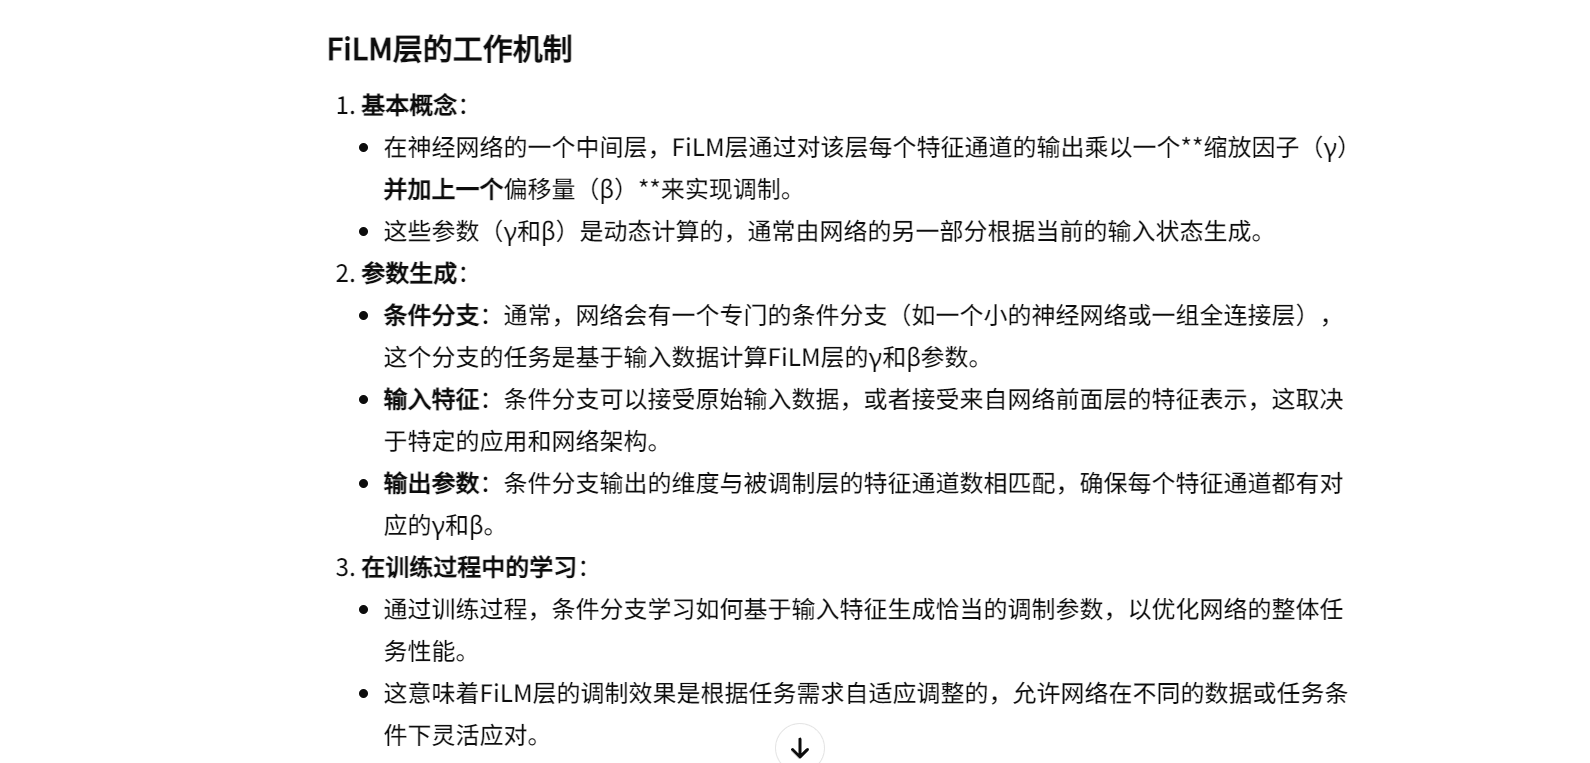 FiLM层的工作机制
1. 基本概念：
在神经网络的一个中间层，FiLM层通过对该层每个特征通道的输出乘以一个**缩放因子（γ）
并加上一个偏移量（β）**来实现调制。
这些参数（γ和β）是动态计算的，通常由网络的另一部分根据当前的输入状态生成。
2. 参数生成：
条件分支：通常，网络会有一个专门的条件分支（如一个小的神经网络或一组全连接层），
这个分支的任务是基于输入数据计算FiLM层的γ和β参数。
输入特征：条件分支可以接受原始输入数据，或者接受来自网络前面层的特征表示，这取决
于特定的应用和网络架构。
输出参数：条件分支输出的维度与被调制层的特征通道数相匹配，确保每个特征通道都有对
应的γ和β。
3. 在训练过程中的学习：
通过训练过程，条件分支学习如何基于输入特征生成恰当的调制参数，以优化网络的整体任
务性能。
这意味着FiLM层的调制效果是根据任务需求自适应调整的，允许网络在不同的数据或任务条
件下灵活应对。